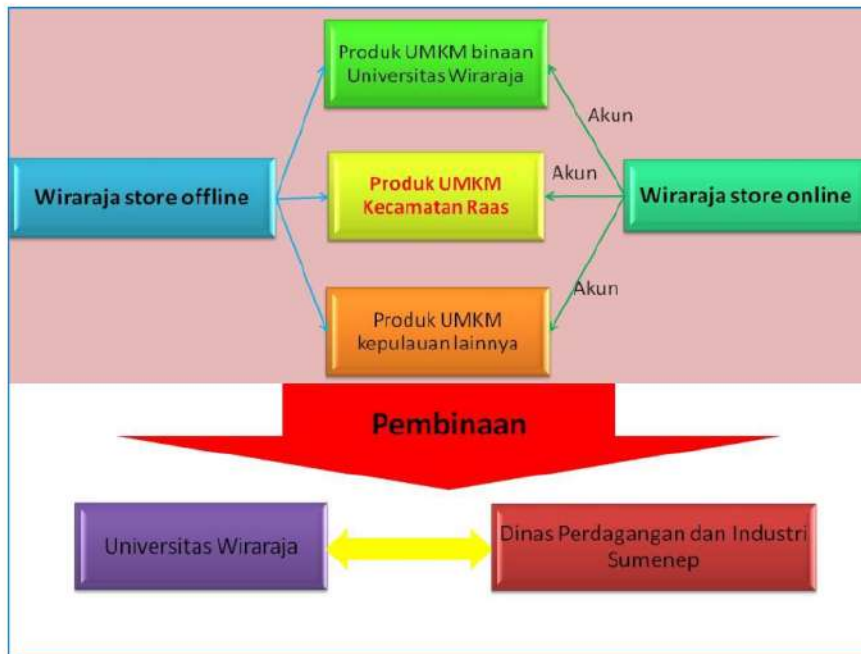 Produk UMKM binaan
Universitas Wiraraja
Akun
Wiraraja store offline
Produk UMKM
Kecamatan Raas
Akun
Wiraraja store online
Akun
Produk UMKM
kepulauan lainnya
Pembinaan
Universitas Wiraraja
Dinas Perdagangan dan Industri
Sumenep